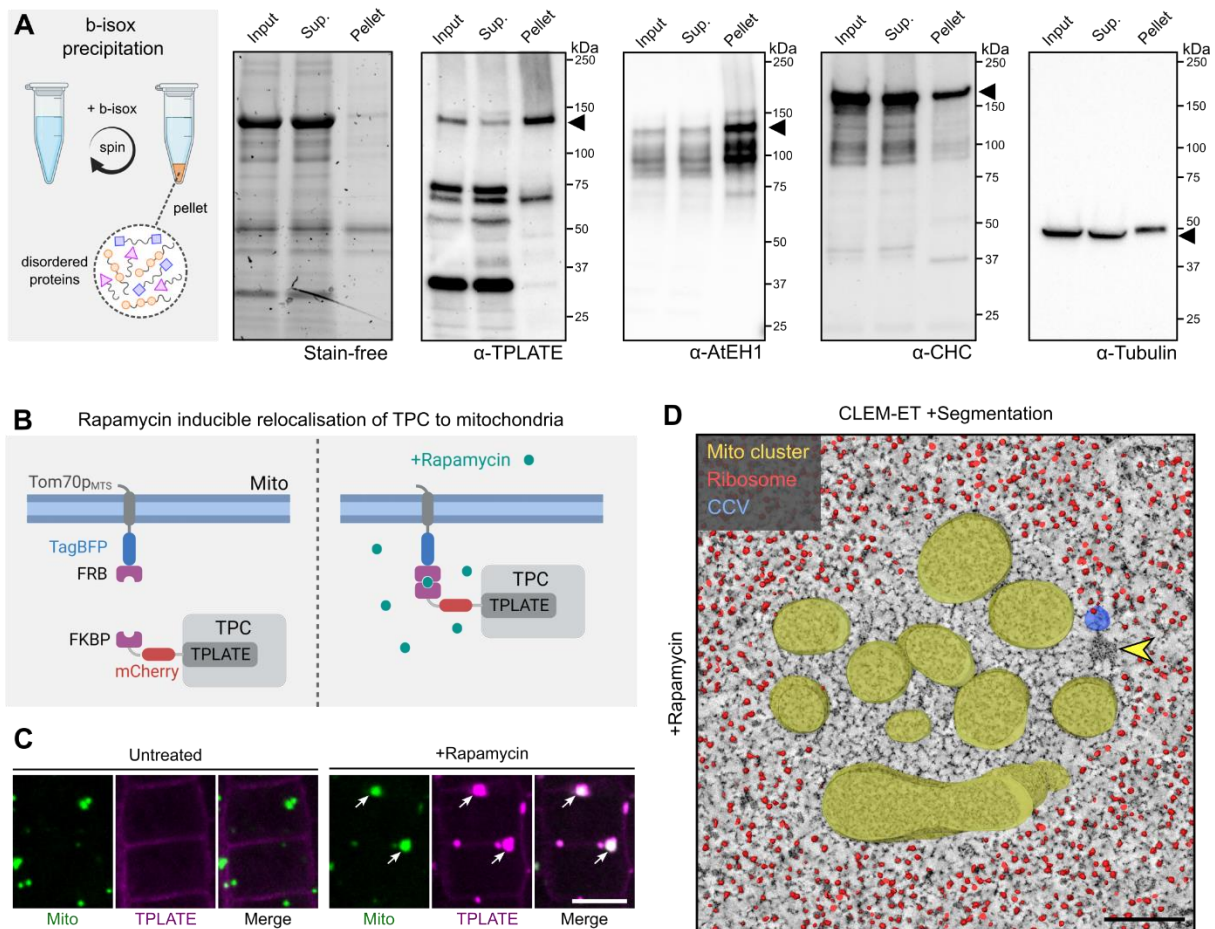 A
b-isox
precipitation
+ b-isox
spin
pellet
disordered
proteins
Input Sup. Pellet
Stain-free
Input Sup. Pellet
kDa
250
150
100
75
50
37
25
α-TPLATE
Input Sup. Pellet
kDa
250
150
100
75
50
37
25
α-AtEH1
Input Sup. Pellet
kDa
250
150
100
75
50
37
25
α-CHC
Input Sup. Pellet
kDa
250
150
100
75
50
37
25
α-Tubulin
B
Rapamycin inducible relocalisation of TPC to mitochondria
Tom70pMTS
Mito
TagBFP
FRB
FKBP
TPC
TPLATE
mCherry
+Rapamycin
TPC
TPLATE
C
Untreated
+Rapamycin
Mito TPLATE Merge
Mito TPLATE Merge
D
CLEM-ET +Segmentation
Mito cluster
Ribosome
CCV
+Rapamycin